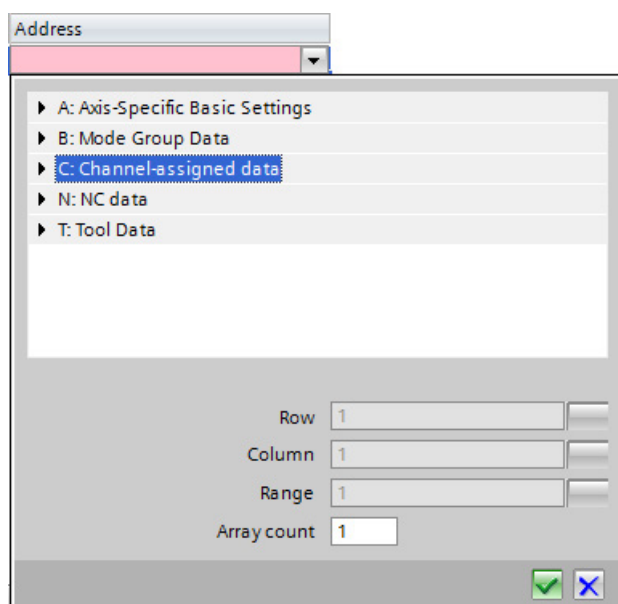 Address
A: Axis-Specific Basic Settings
B: Mode Group Data
C: Channel-assigned data
N: NC data
T: Tool Data
Row 1
Column 1
Range 1
Array count 1